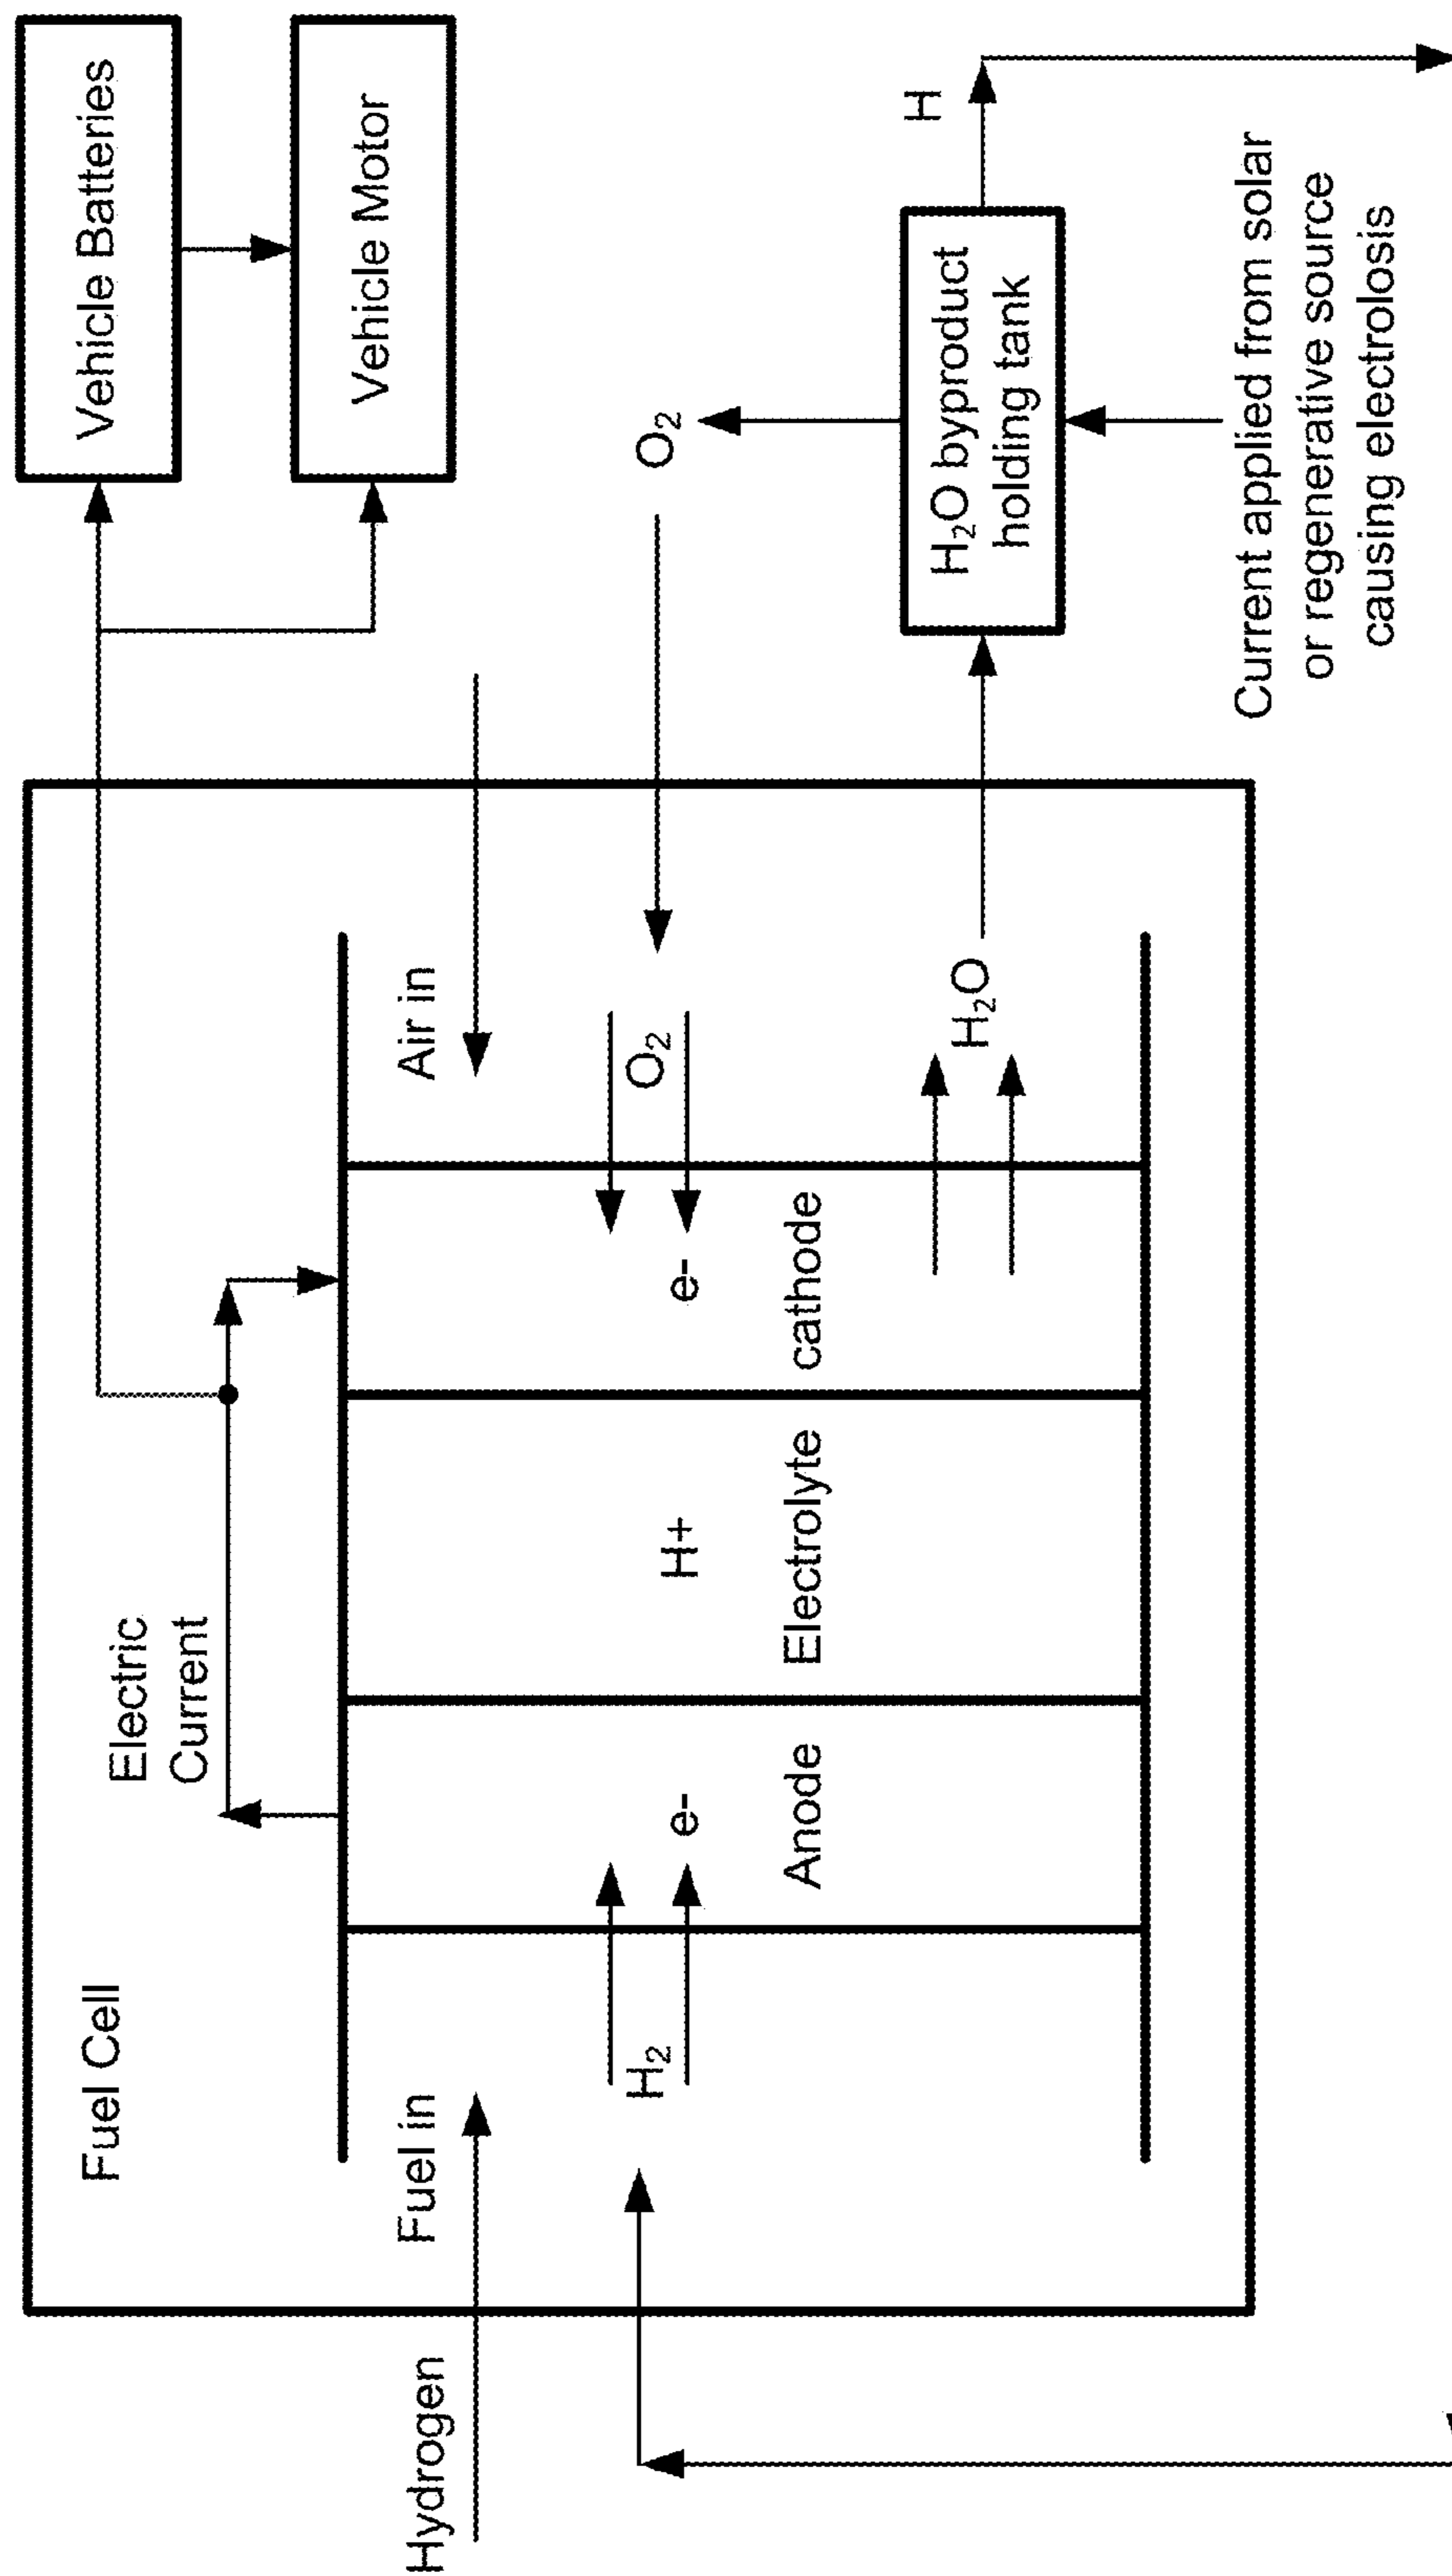 Fuel Cell
Electric
Current
Vehicle Batteries
Vehicle Motor
Hydrogen
Fuel in
Air in
H₂
e-
Anode
H+
Electrolyte
e-
cathode
O₂
O₂
H₂O
H₂O byproduct
holding tank
H
Current applied from solar
or regenerative source
causing electrolosis